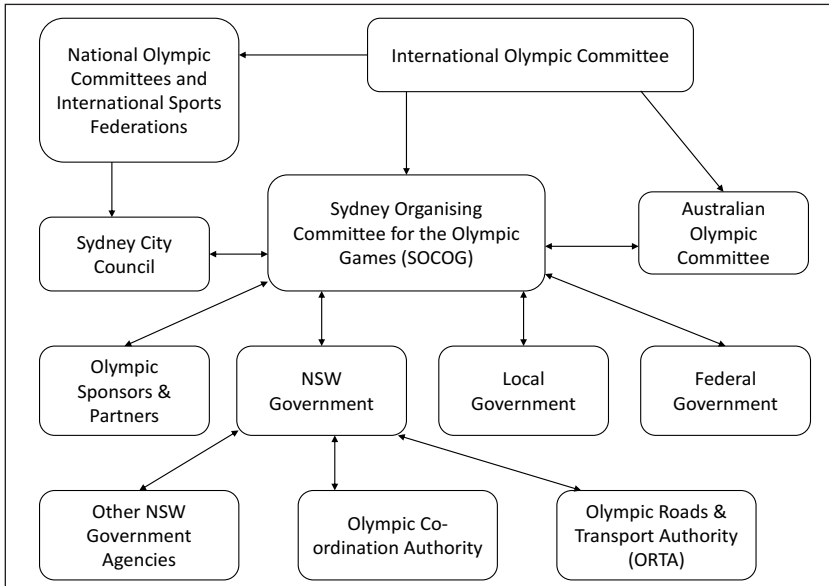 National Olympic
Committees and
International Sports
Federations
International Olympic Committee
Sydney City
Council
Sydney Organising
Committee for the Olympic
Games (SOCOG)
Australian
Olympic
Committee
Olympic
Sponsors &
Partners
NSW
Government
Local
Government
Federal
Government
Other NSW
Government
Agencies
Olympic Co-
ordination Authority
Olympic Roads &
Transport Authority
(ORTA)